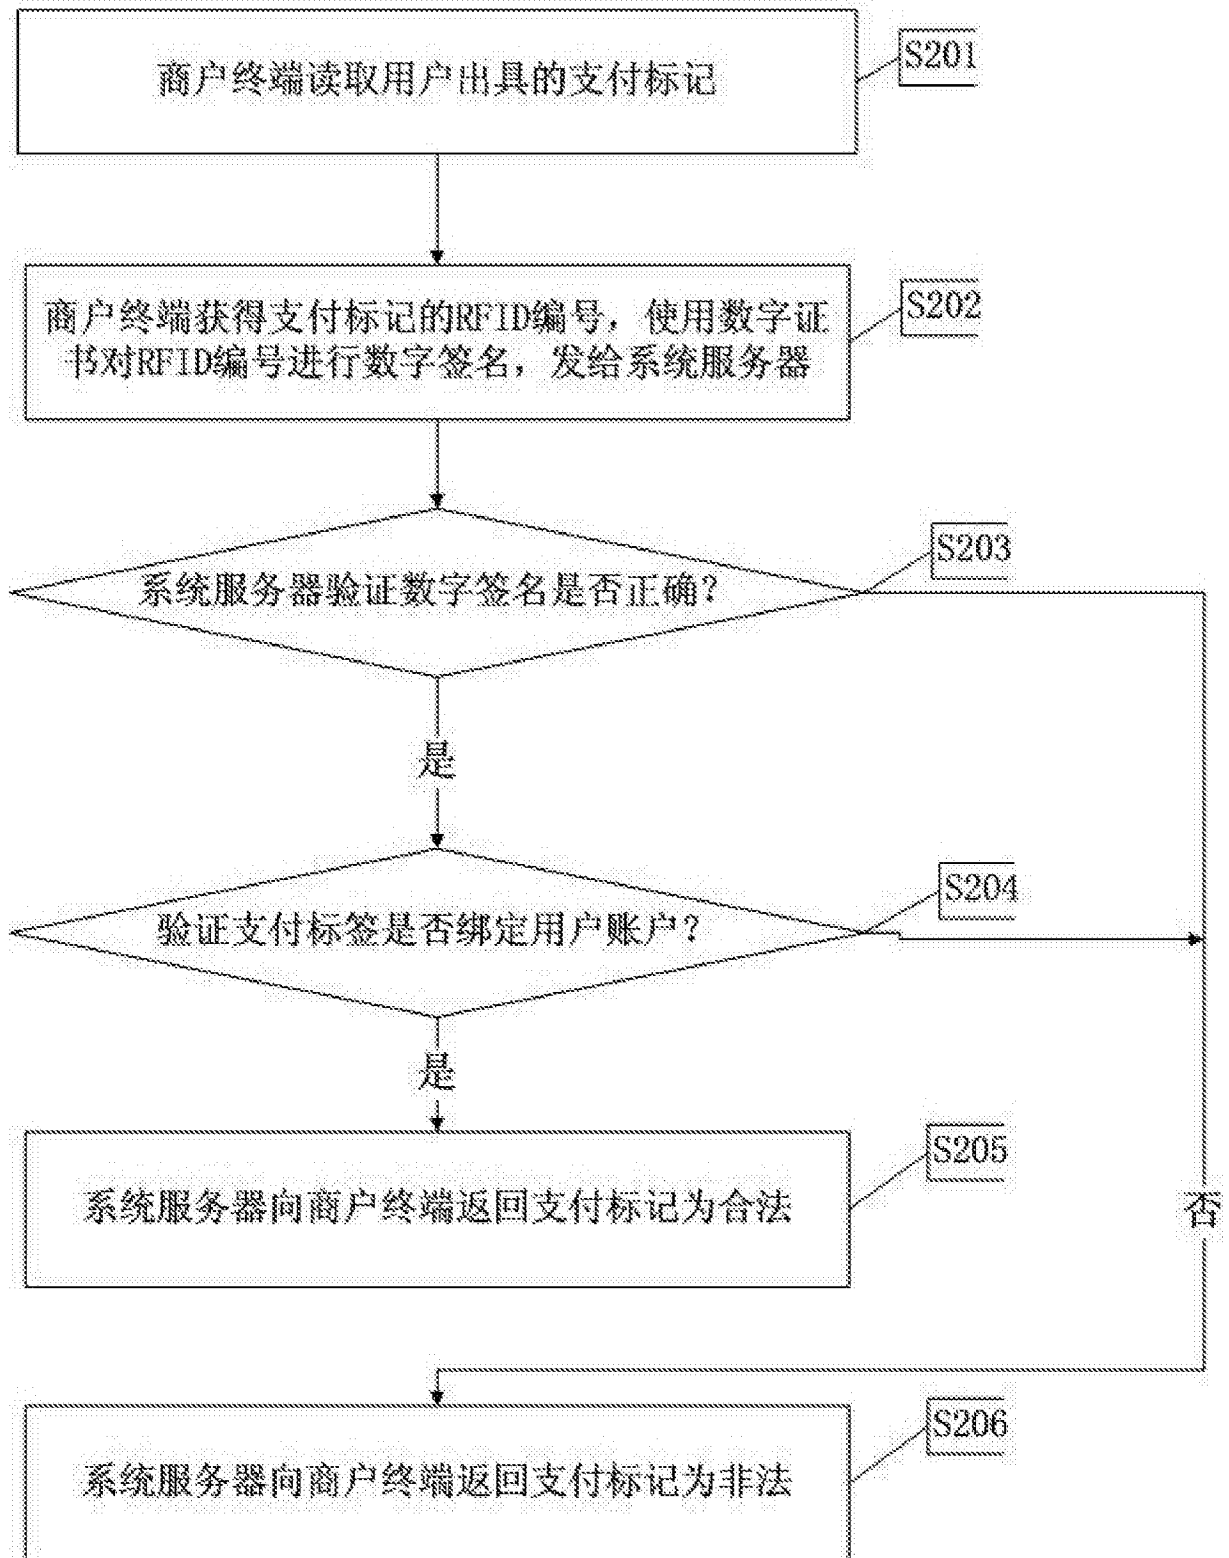 商户终端读取用户出具的支付标记
S201
商户终端获得支付标记的RFID编号，使用数字证
书对RFID编号进行数字签名，发给系统服务器
S202
系统服务器验证数字签名是否正确？
S203
是
验证支付标签是否绑定用户账户？
S204
是
系统服务器向商户终端返回支付标记为合法
S205
否
系统服务器向商户终端返回支付标记为非法
S206